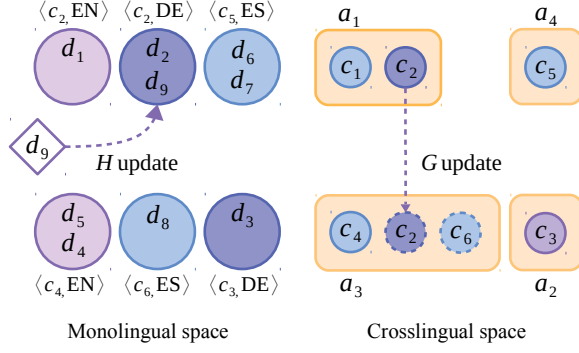 ⟨c2, EN⟩ ⟨c2, DE⟩ ⟨c5, ES⟩
a1 a4
d1 d2 d6
d9 d7
c1 c2 c5
d9
H update
G update
d5 d8 d3
d4
c4 c2 c6 c3
⟨c4, EN⟩ ⟨c6, ES⟩ ⟨c3, DE⟩
a3 a2
Monolingual space
Crosslingual space